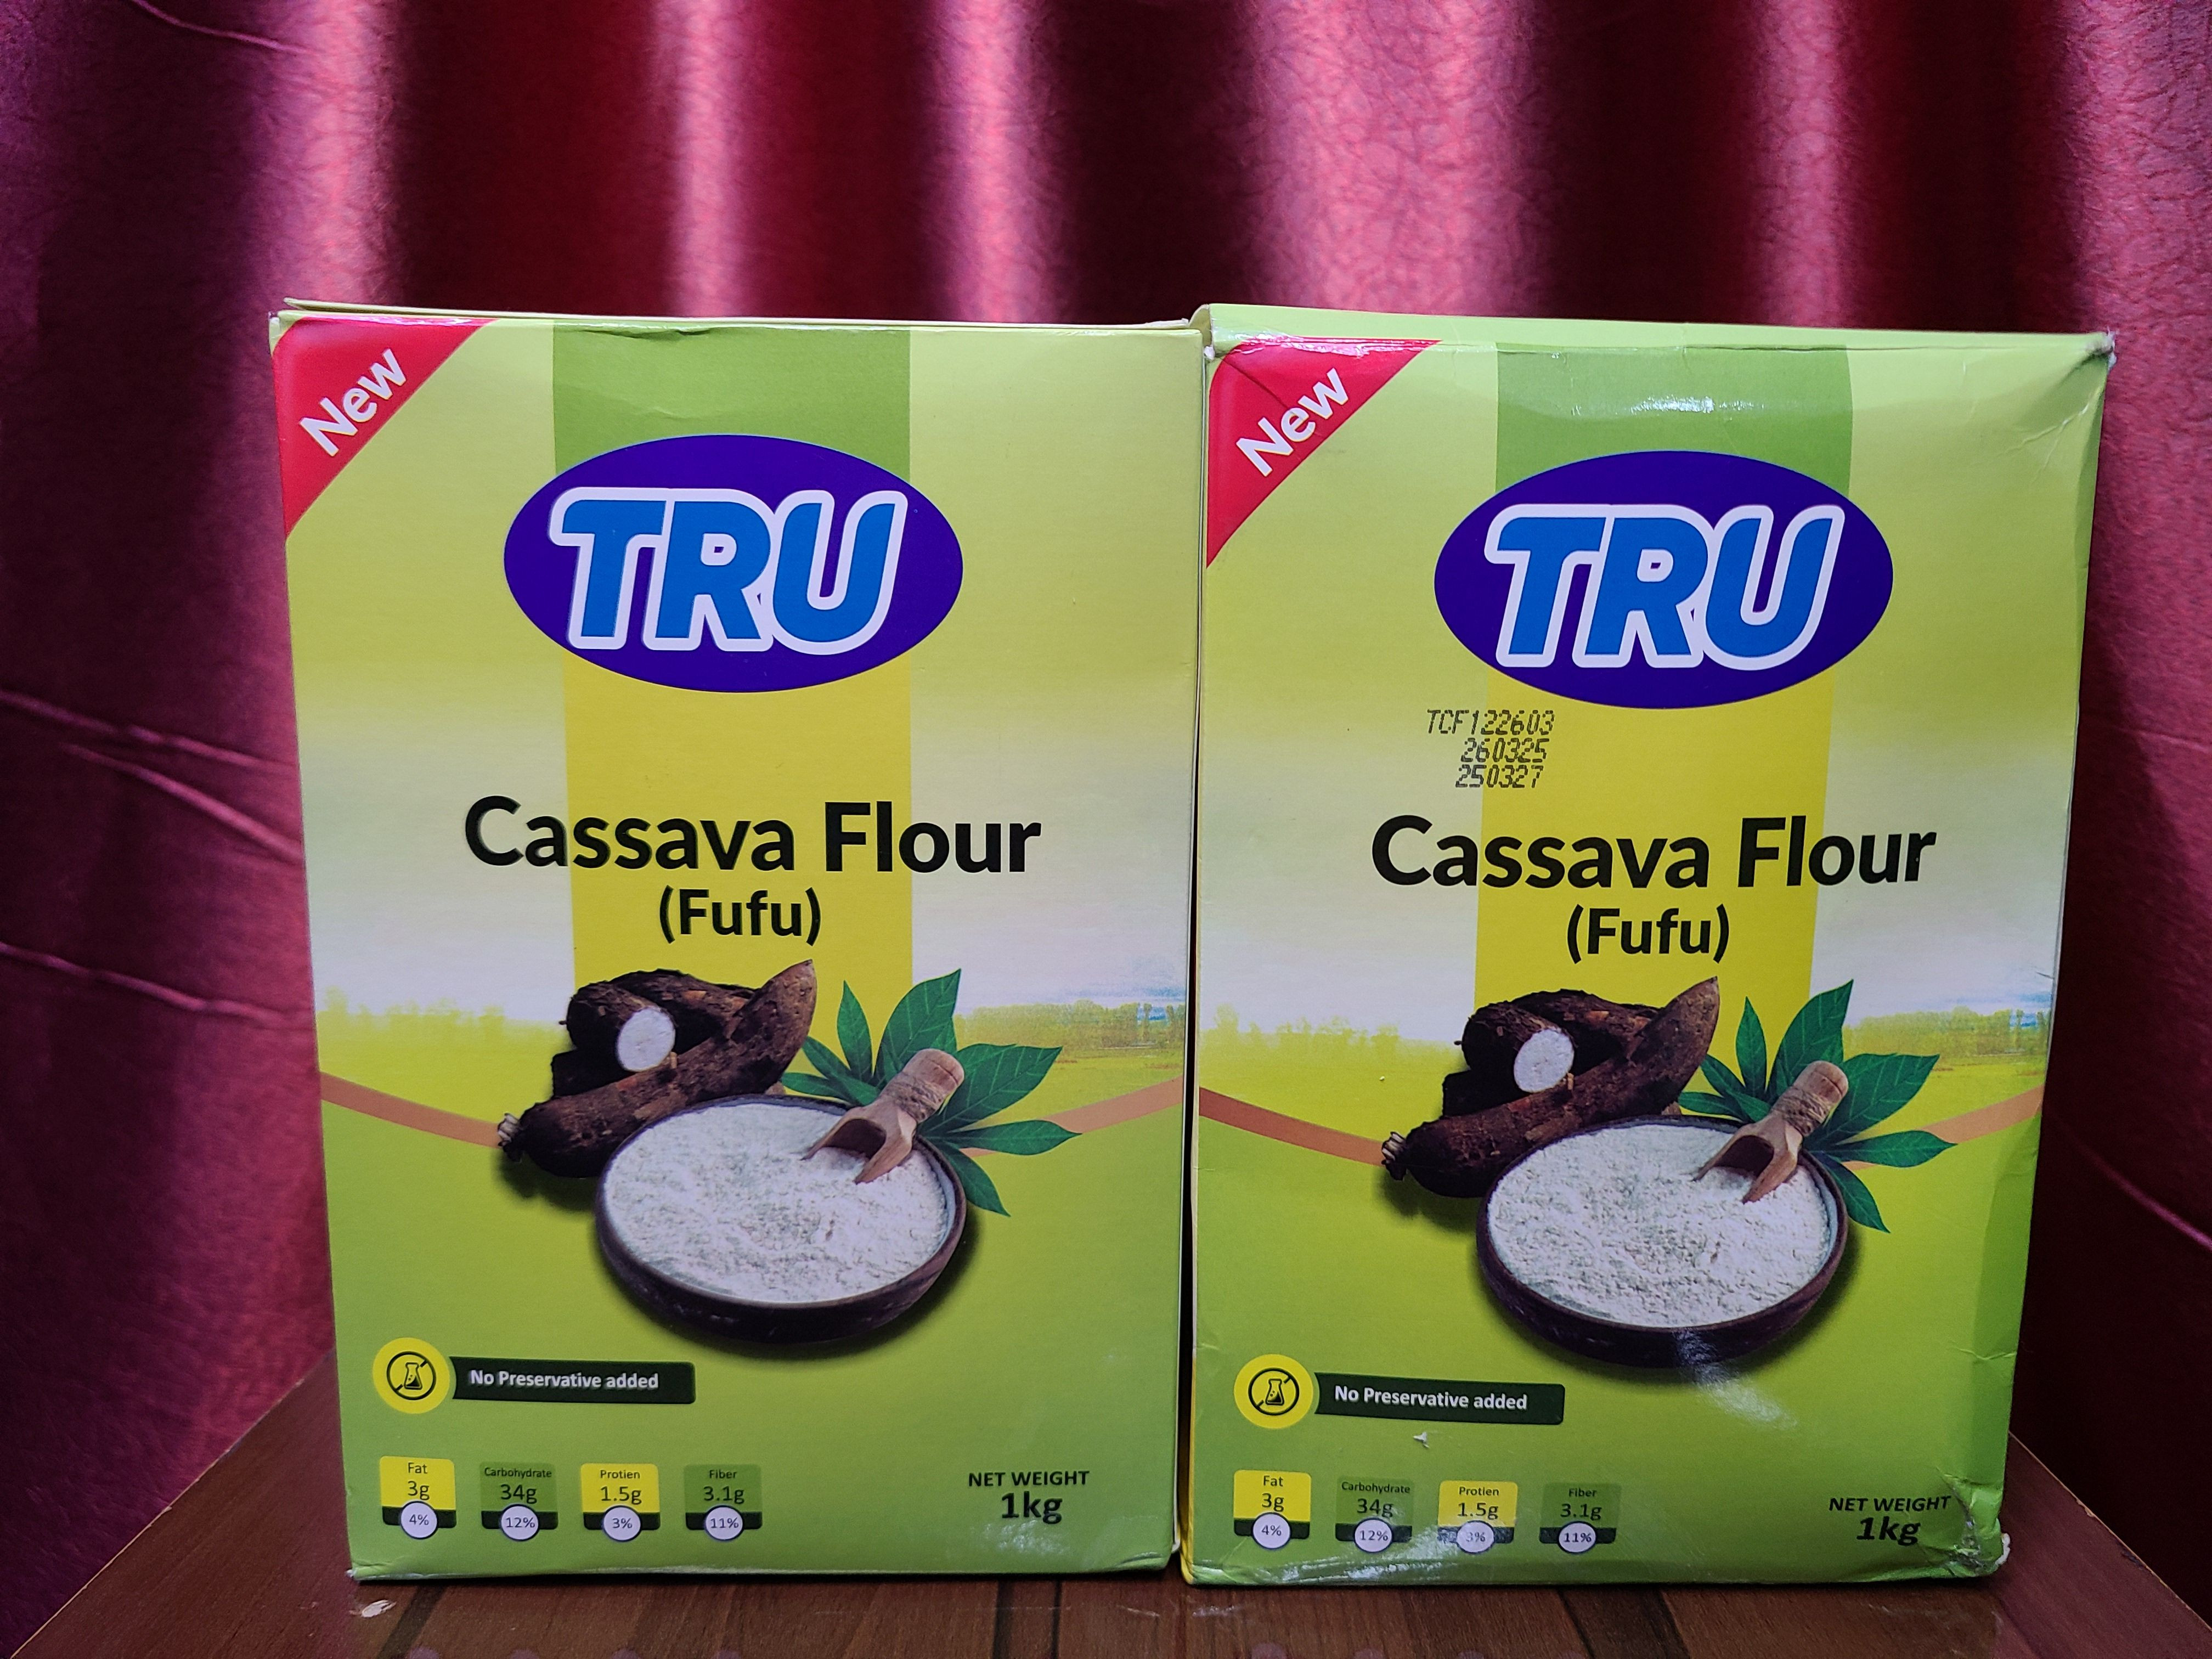 New
TRU
Cassava Flour
(Fufu)
No Preservative added
Fat
3g
4%
Carbohydrate
34g
12%
Protien
1.5g
3%
Fiber
3.1g
11%
NET WEIGHT
1kg
New
TRU
TCF122603
260325
250327
Cassava Flour
(Fufu)
No Preservative added
Fat
3g
4%
Carbohydrate
34g
12%
Protien
1.5g
3%
Fiber
3.1g
11%
NET WEIGHT
1kg